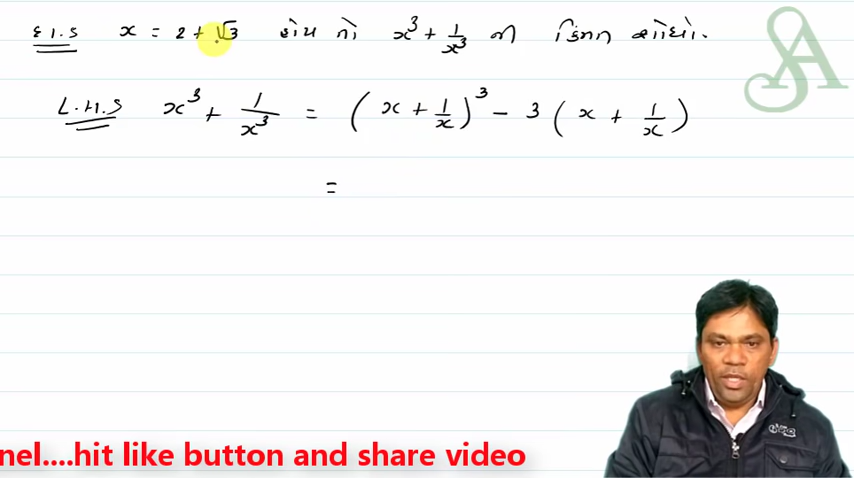 દા.5 x = 2 + √3 હોય તો x³ + 1/x³ ની કિંમત શોધો.
L.H.S x³ + 1/x³ = (x + 1/x)³ - 3 (x + 1/x)
=
nel....hit like button and share video